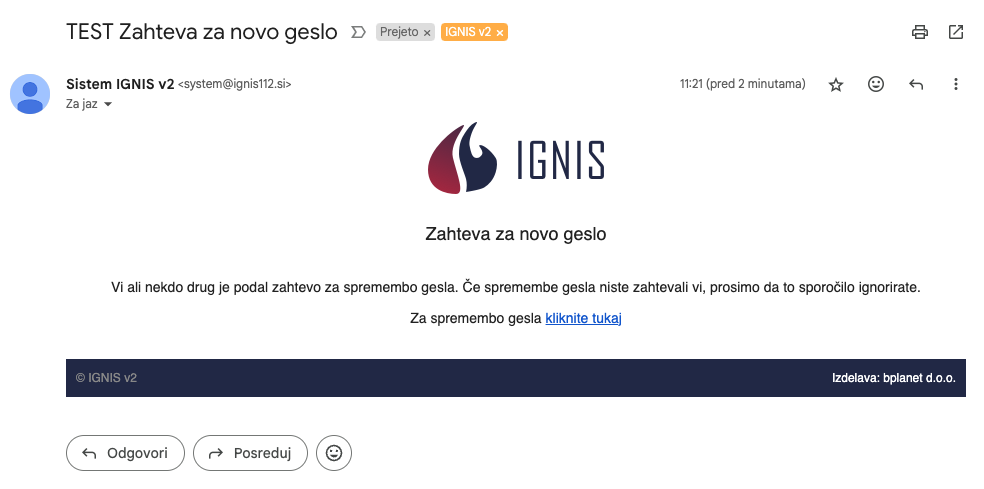 TEST Zahteva za novo geslo Prejeto × IGNIS v2 ×
Sistem IGNIS v2 <system@ignis112.si> 11:21 (pred 2 minutama)
Za jaz
IGNIS
Zahteva za novo geslo
Vi ali nekdo drug je podal zahtevo za spremembo gesla. Če spremembe gesla niste zahtevali vi, prosimo da to sporočilo ignorirate.
Za spremembo gesla kliknite tukaj
© IGNIS v2 Izdelava: bplanet d.o.o.
Odgovori Posreduj